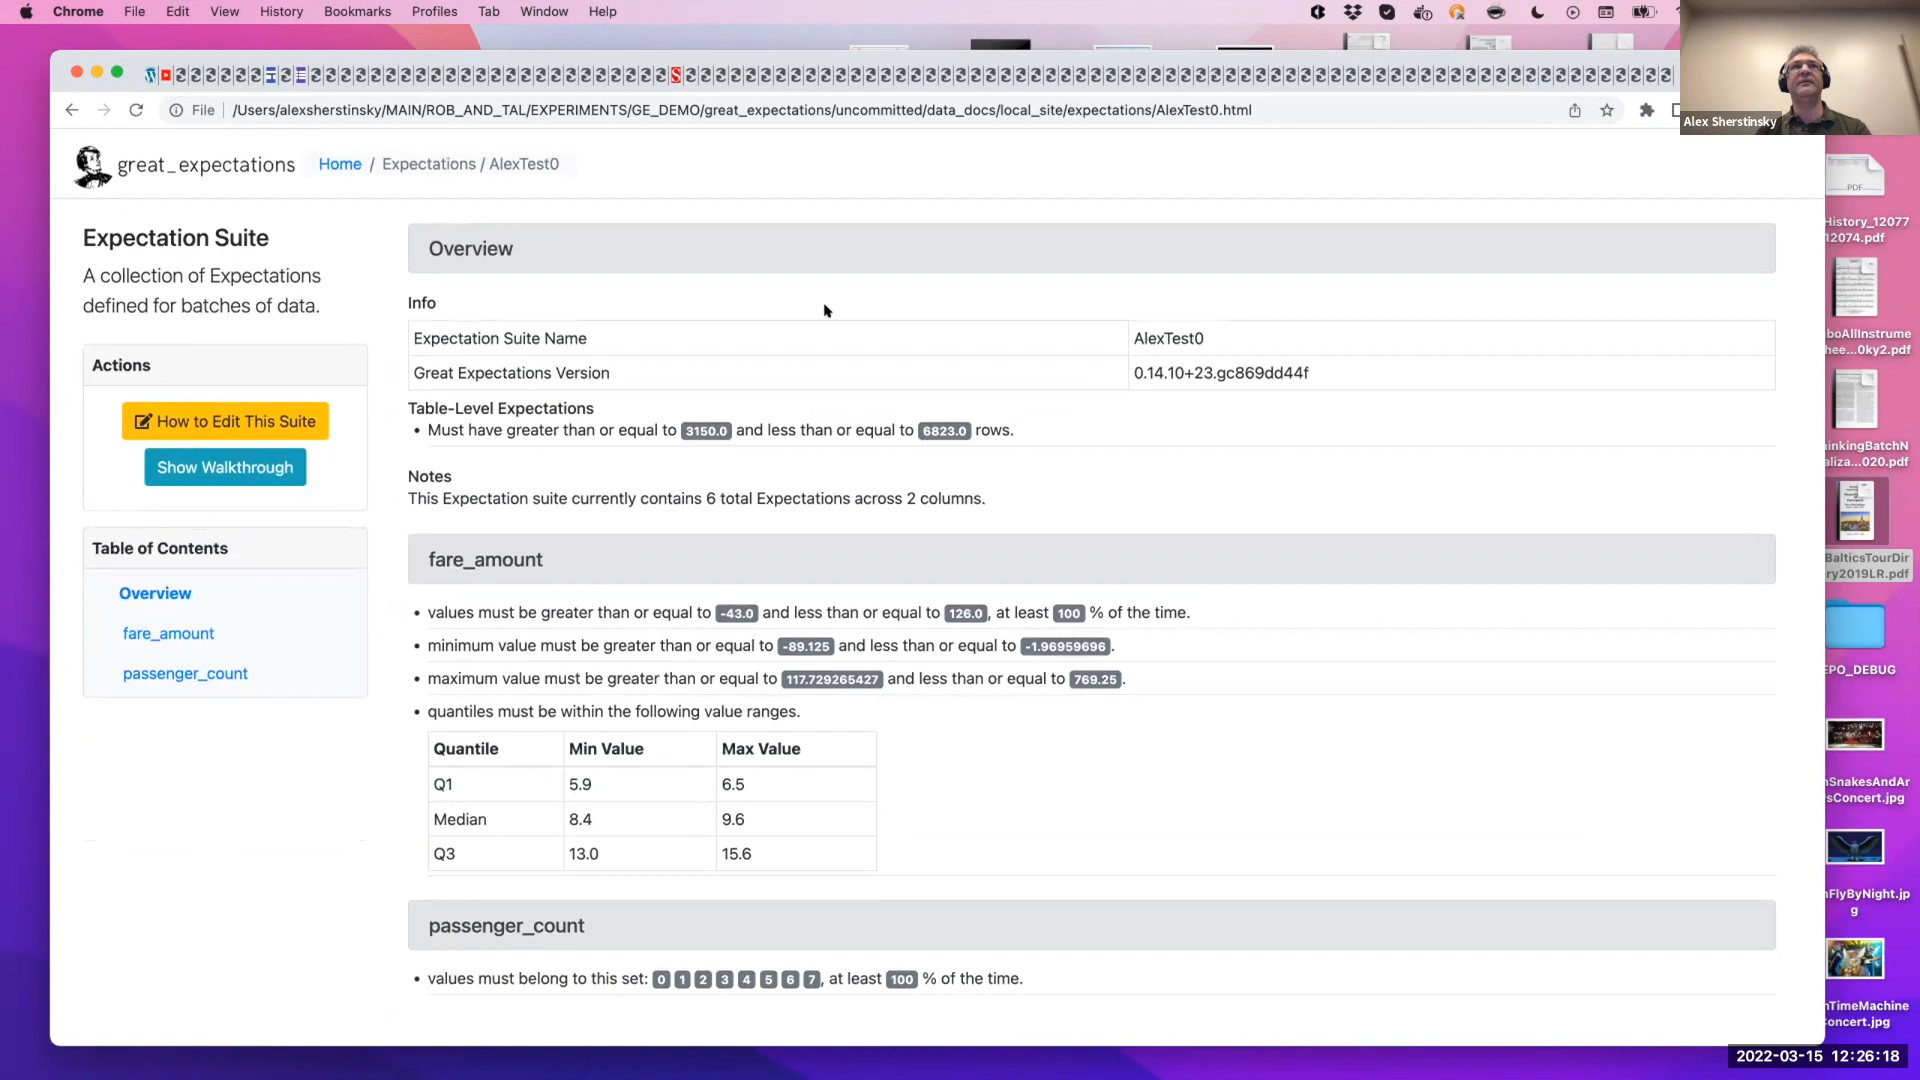 Chrome File Edit View History Bookmarks Profiles Tab Window Help
File /Users/alexsherstinsky/MAIN/ROB_AND_TAL/EXPERIMENTS/GE_DEMO/great_expectations/uncommitted/data_docs/local_site/expectations/AlexTest0.html
Alex Sherstinsky
great_expectations Home / Expectations / AlexTest0
Expectation Suite
A collection of Expectations
defined for batches of data.
Actions
How to Edit This Suite
Show Walkthrough
Table of Contents
Overview
fare_amount
passenger_count
Overview
Info
Expectation Suite Name AlexTest0
Great Expectations Version 0.14.10+23.gc869dd44f
Table-Level Expectations
• Must have greater than or equal to 3150.0 and less than or equal to 6823.0 rows.
Notes
This Expectation suite currently contains 6 total Expectations across 2 columns.
fare_amount
• values must be greater than or equal to -43.0 and less than or equal to 126.0, at least 100 % of the time.
• minimum value must be greater than or equal to -89.125 and less than or equal to -1.96959696.
• maximum value must be greater than or equal to 117.729265427 and less than or equal to 769.25.
• quantiles must be within the following value ranges.
Quantile Min Value Max Value
Q1 5.9 6.5
Median 8.4 9.6
Q3 13.0 15.6
passenger_count
• values must belong to this set: 0 1 2 3 4 5 6 7, at least 100 % of the time.
PDF
History_12077
12074.pdf
boAllInstrume
hee...0ky2.pdf
inkingBatchN
aliza...020.pdf
BalticsTourDir
ry2019LR.pdf
EPO_DEBUG
nSnakesAndAr
sConcert.jpg
nFlyByNight.jp
g
nTimeMachine
Concert.jpg
2022-03-15 12:26:18